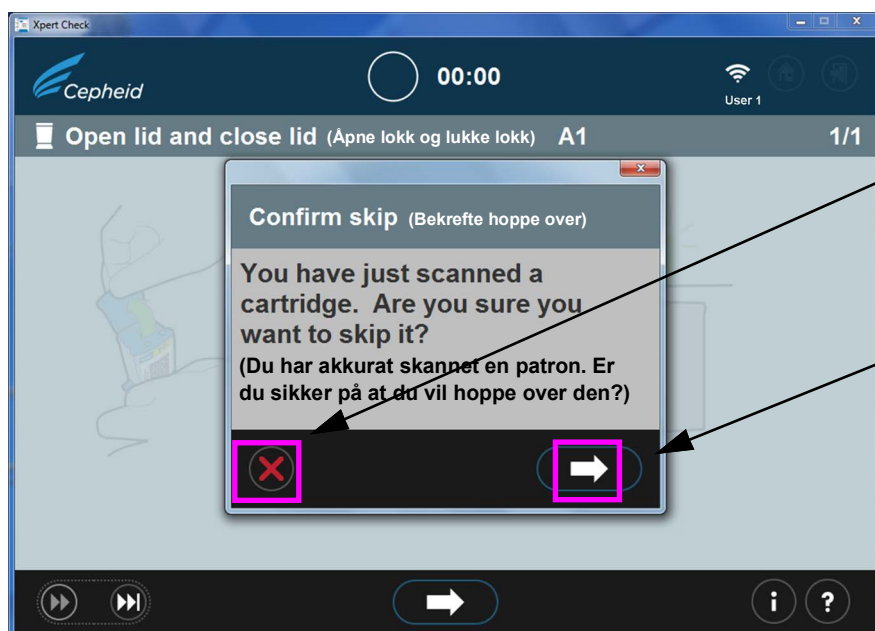 Xpert Check
Cepheid
00:00
User 1
Open lid and close lid (Åpne lokk og lukke lokk) A1 1/1
Confirm skip (Bekrefte hoppe over)
You have just scanned a
cartridge. Are you sure you
want to skip it?
(Du har akkurat skannet en patron. Er
du sikker på at du vil hoppe over den?)
i ?